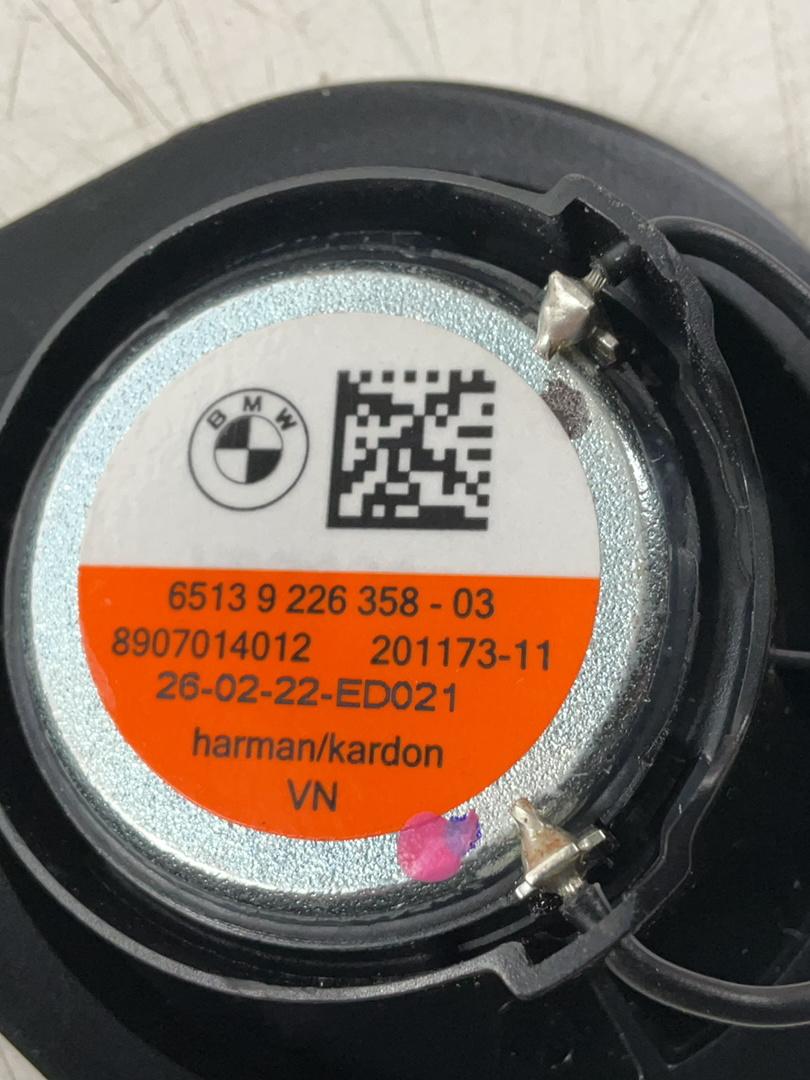 BMW
6513 9 226 358 - 03
8907014012 201173-11
26-02-22-ED021
harman/kardon
VN